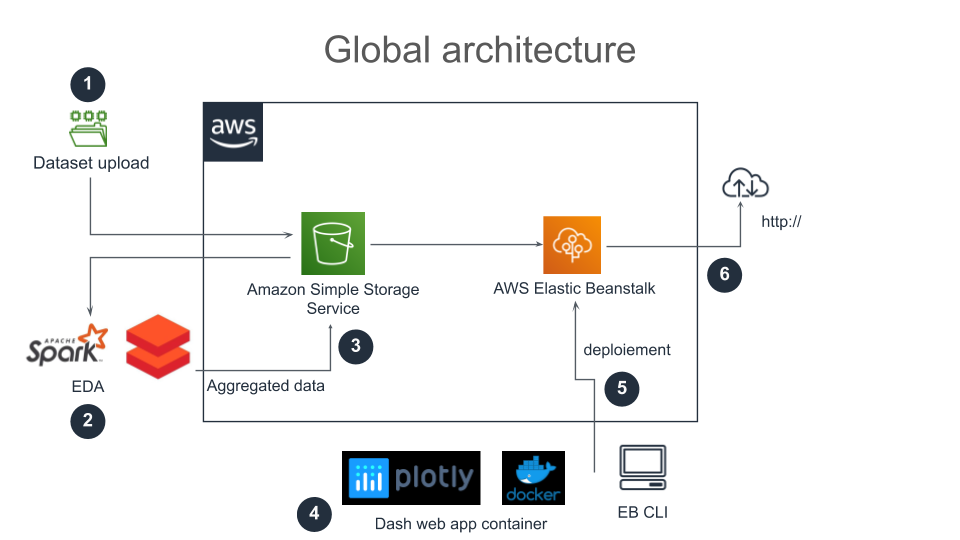 Global architecture
1
Dataset upload
aws
http://
6
Amazon Simple Storage
Service
AWS Elastic Beanstalk
3
deploiement
5
APACHE
Spark™
EDA
2
Aggregated data
plotly
docker
4
Dash web app container
EB CLI